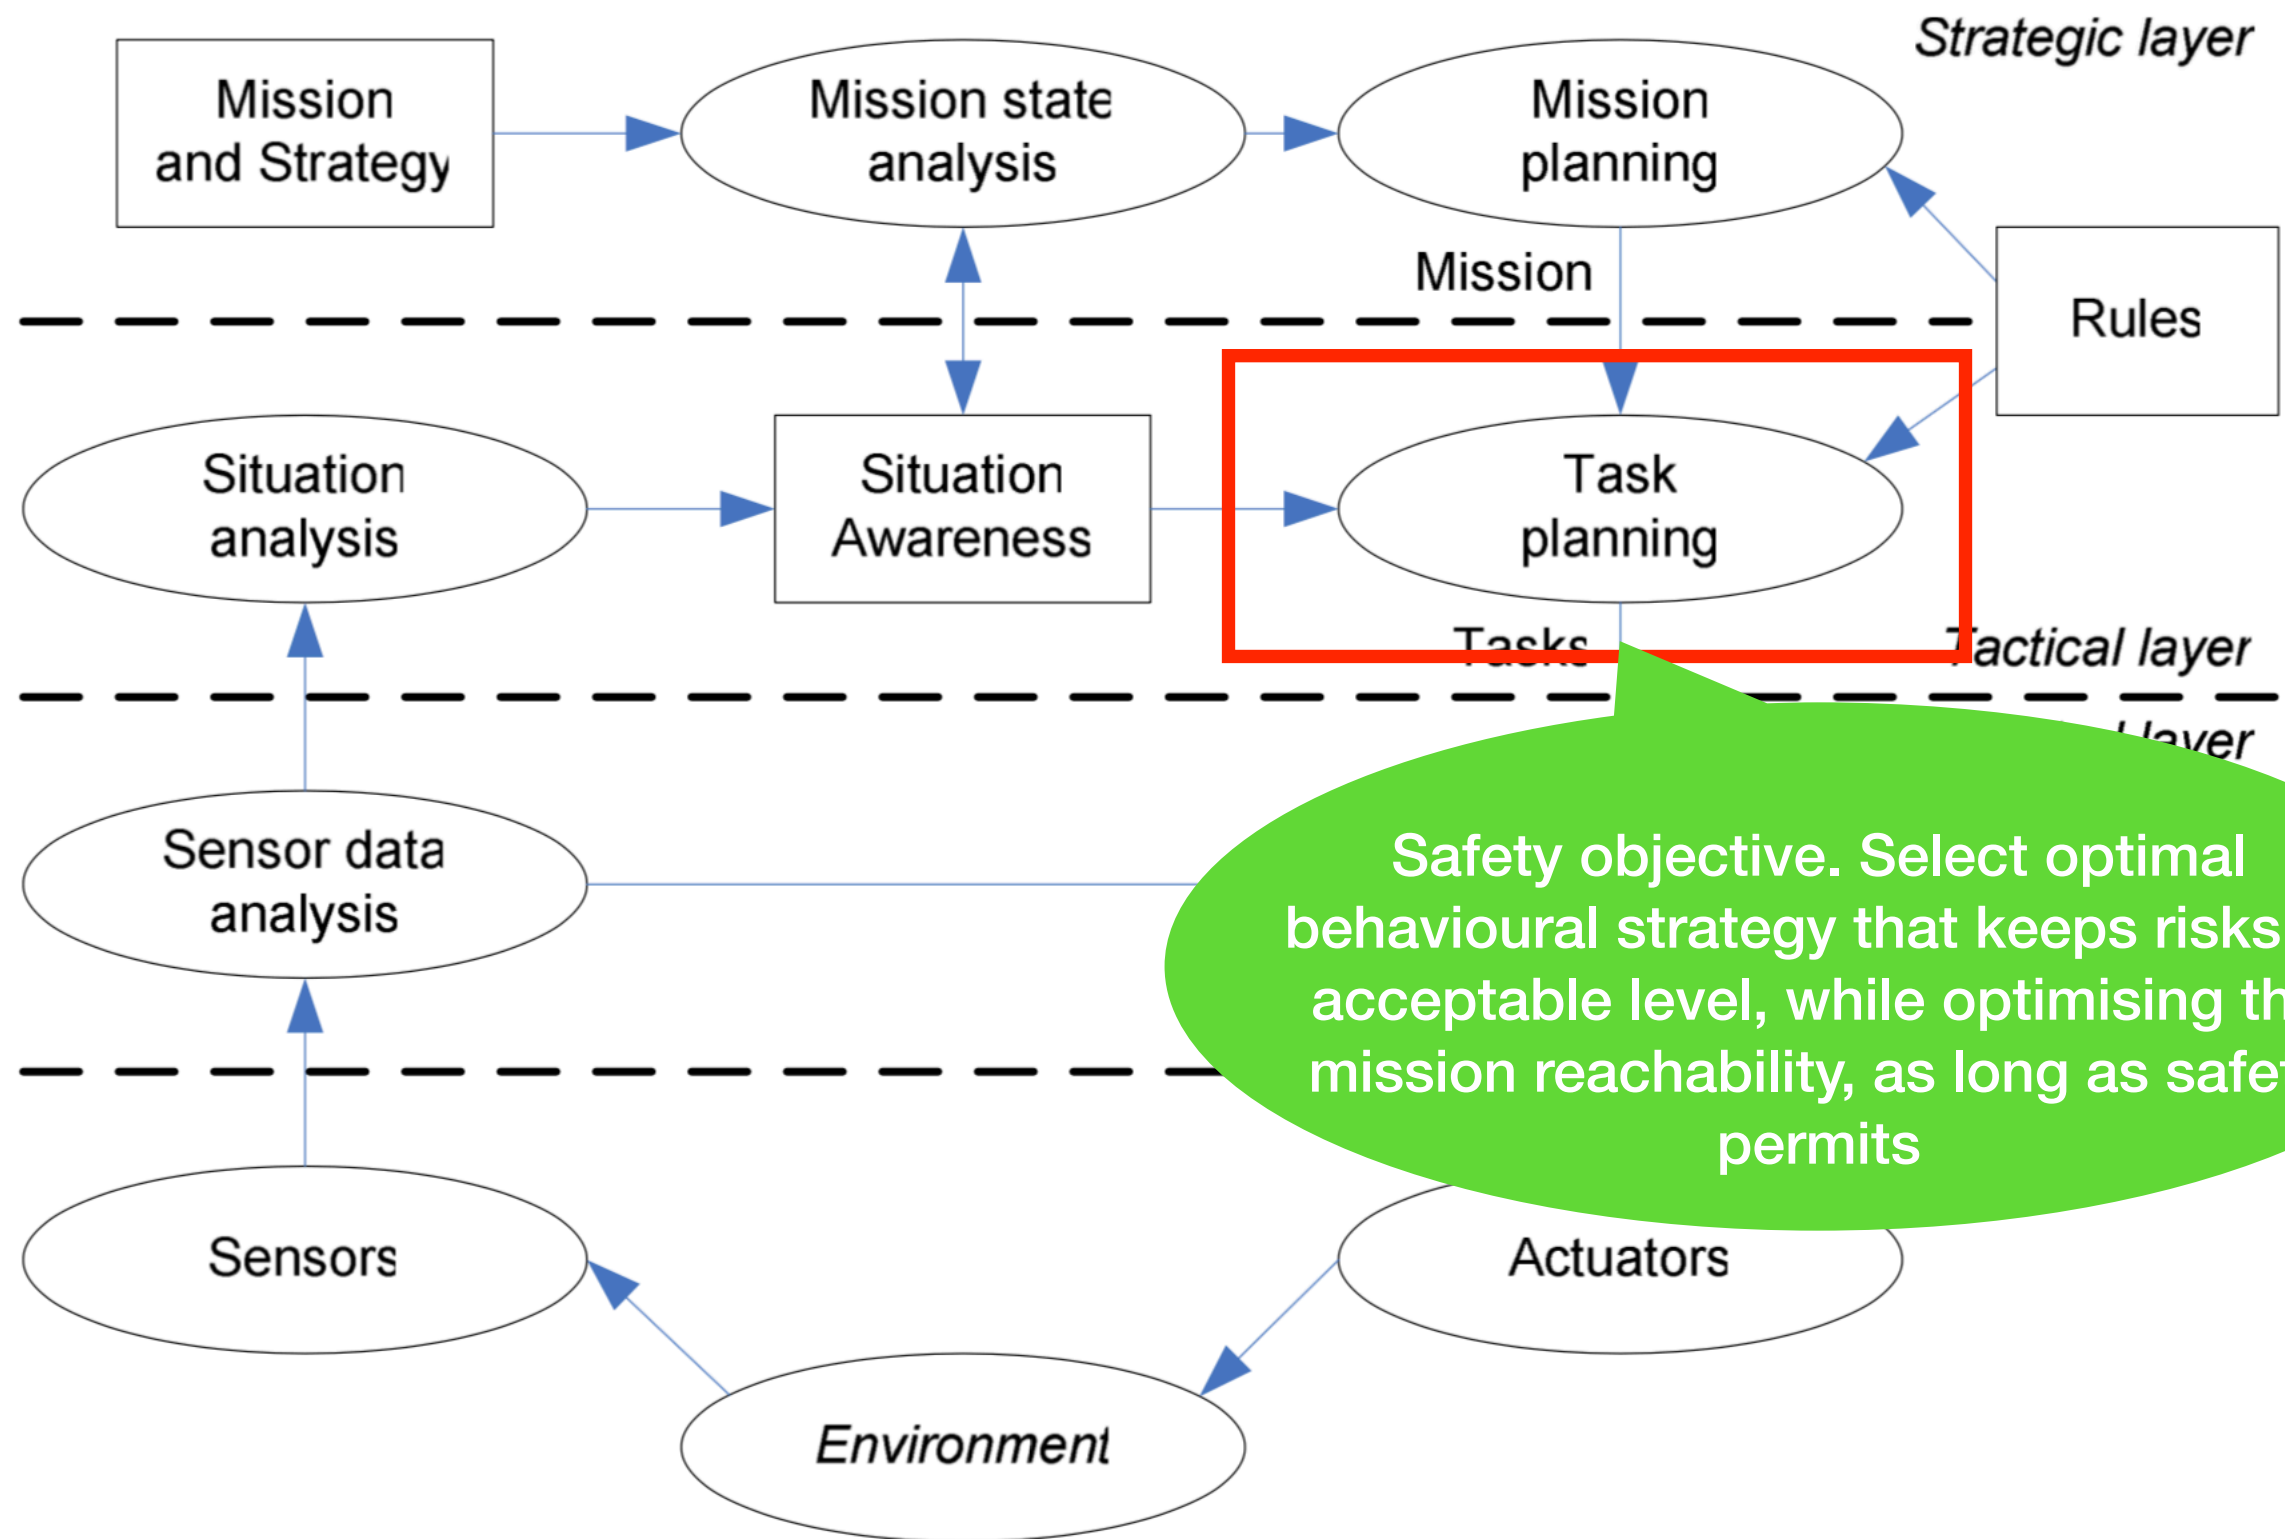 Strategic layer
Mission
and Strategy
Mission state
analysis
Mission
planning
Mission
Rules
Situation
analysis
Situation
Awareness
Task
planning
Tasks
Tactical layer
layer
Sensor data
analysis
Safety objective. Select optimal
behavioural strategy that keeps risks
acceptable level, while optimising
mission reachability, as long as
permits
Sensors
Actuators
Environment